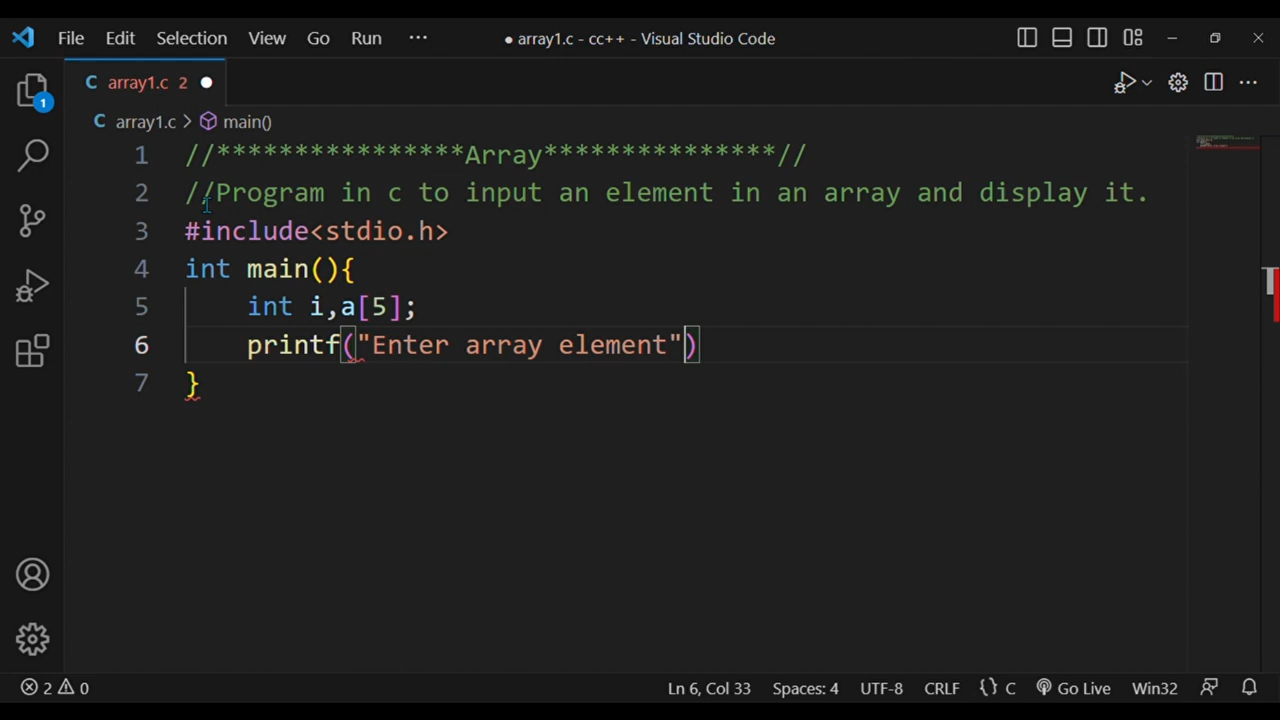 File Edit Selection View Go Run ··· ● array1.c - cc++ - Visual Studio Code
1 C array1.c 2 ●
C array1.c > main()
1 //****************Array***************//
2 //Program in c to input an element in an array and display it.
3 #include<stdio.h>
4 int main(){
5 int i,a[5];
6 printf("Enter array element")
7 }
2 0 Ln 6, Col 33 Spaces: 4 UTF-8 CRLF {} C Go Live Win32